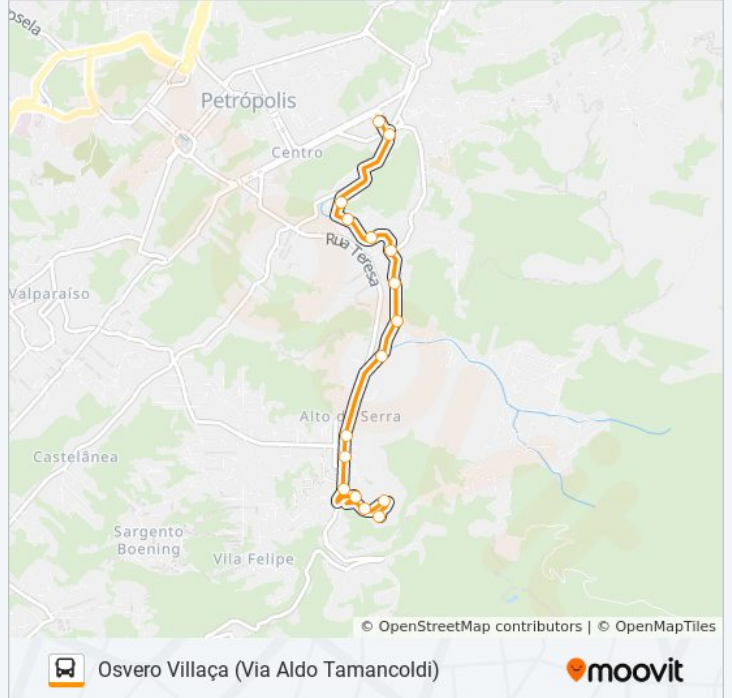 psela
Petrópolis
Centro
Rua Teresa
Valparaíso
Alto da Serra
Castelânea
Sargento
Boening
Vila Felipe
© OpenStreetMap contributors | © OpenMapTiles
Osvero Villaça (Via Aldo Tamancoldi)
moovit